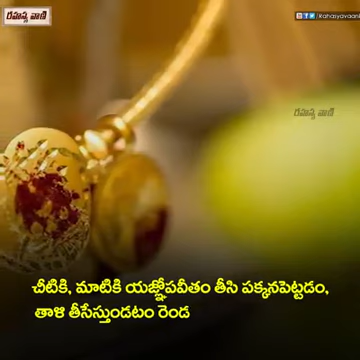 రహస్య వాణి
/Rahasyavaani
రహస్య వాణి
చీటికి, మాటికి యజ్ఞోపవీతం తీసి పక్కనపెట్టడం,
తాళి తీసేస్తుండటం రెండ